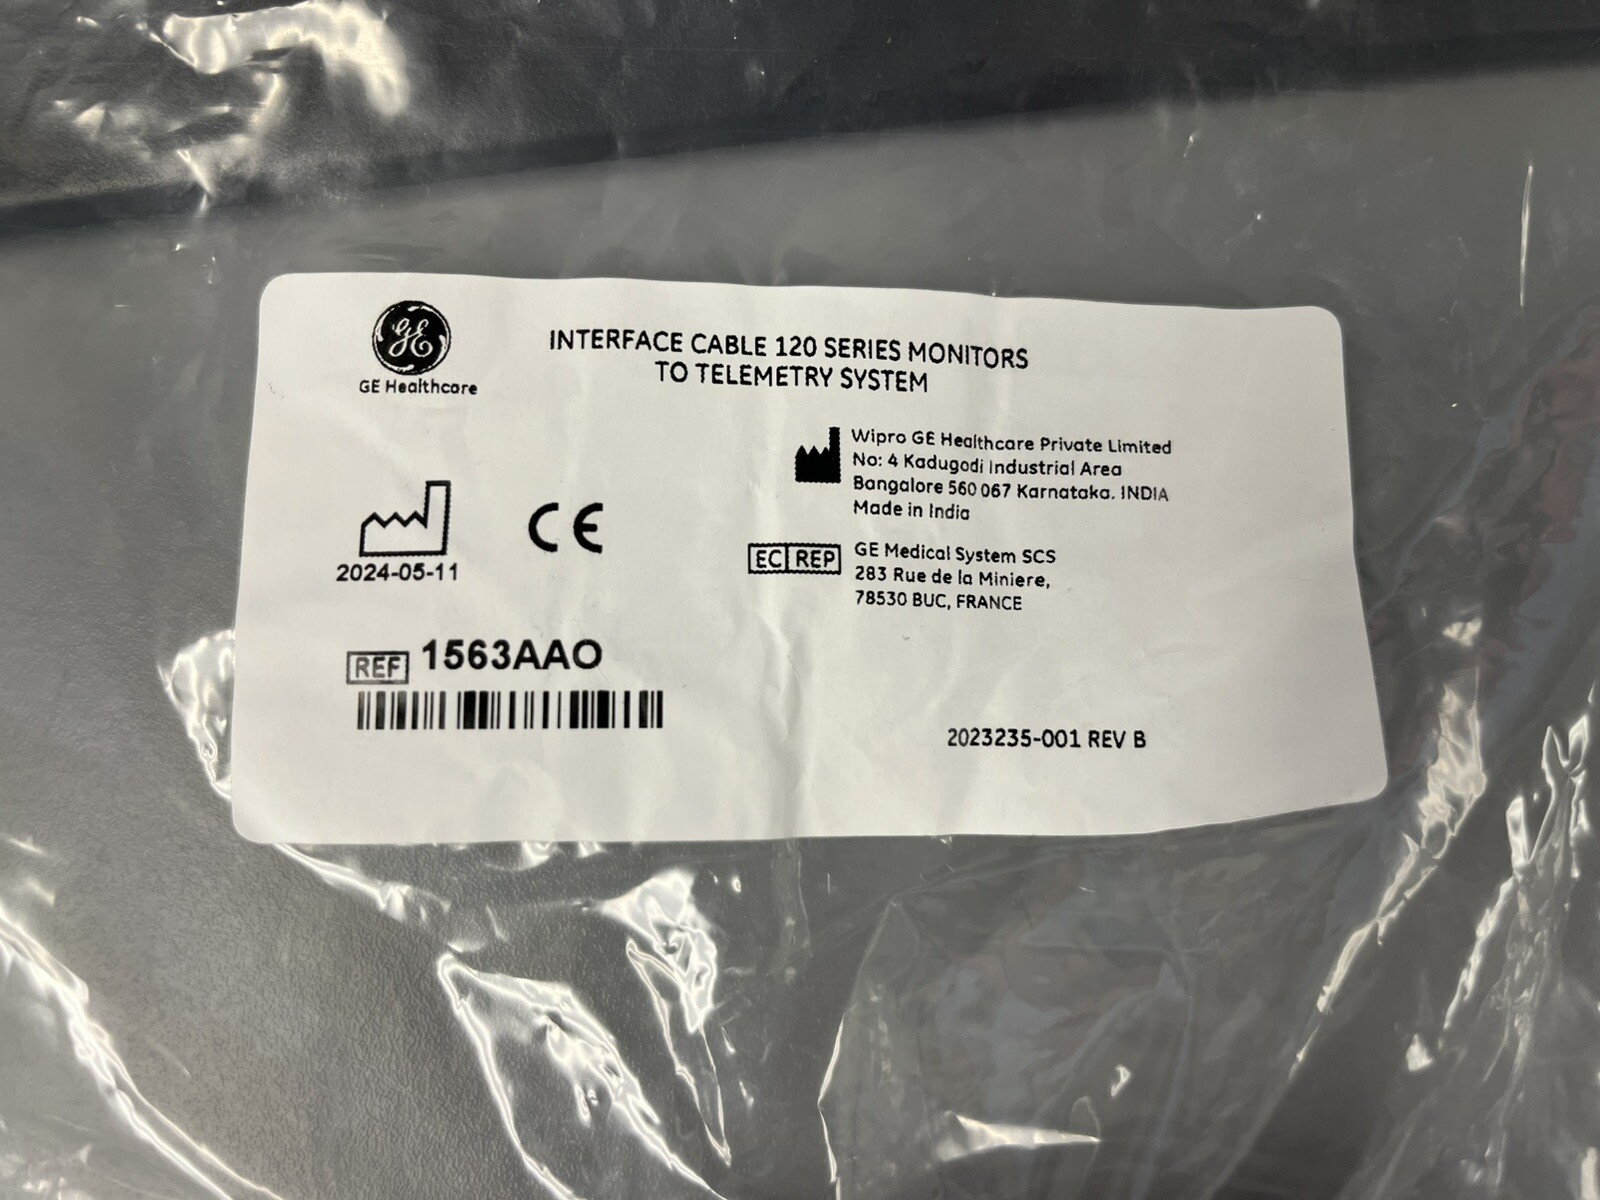 GE
GE Healthcare
INTERFACE CABLE 120 SERIES MONITORS
TO TELEMETRY SYSTEM
Wipro GE Healthcare Private Limited
No: 4 Kadugodi Industrial Area
Bangalore 560 067 Karnataka. INDIA
Made in India
2024-05-11
CE
EC REP
GE Medical System SCS
283 Rue de la Miniere,
78530 BUC, FRANCE
REF 1563AAO
2023235-001 REV B